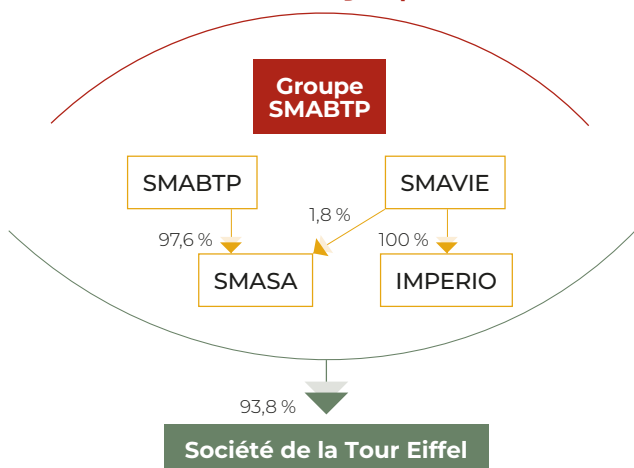 Groupe
SMABTP
SMABTP
SMAVIE
1,8 %
97,6 %
100 %
SMASA
IMPERIO
93,8 %
Société de la Tour Eiffel